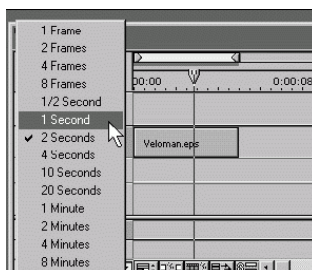 1 Frame
2 Frames
4 Frames
8 Frames
1/2 Second
1 Second
2 Seconds
4 Seconds
10 Seconds
20 Seconds
1 Minute
2 Minutes
4 Minutes
8 Minutes
00:00
0:00:08
Veloman.eps